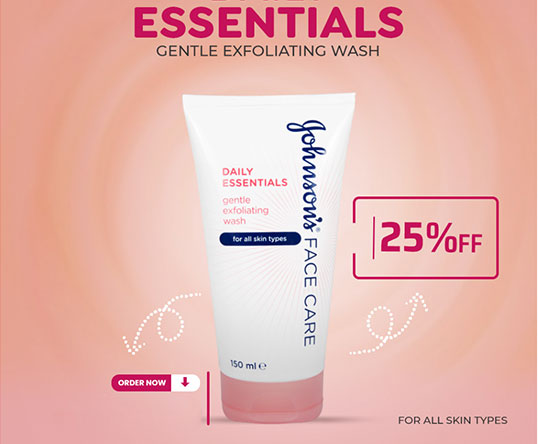 ESSENTIALS
GENTLE EXFOLIATING WASH
Johnson's® FACE CARE
DAILY
ESSENTIALS
gentle
exfoliating
wash
for all skin types
25%OFF
150 ml ℮
ORDER NOW
FOR ALL SKIN TYPES